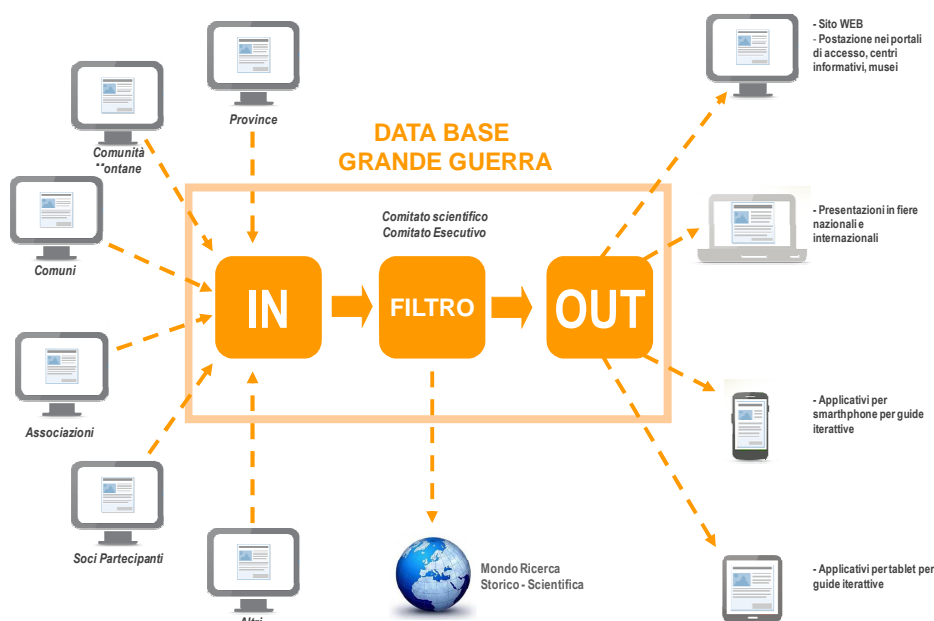 Province
Comunità
Montane
Comuni
Associazioni
Soci Partecipanti
Altri
DATA BASE
GRANDE GUERRA
Comitato scientifico
Comitato Esecutivo
IN
FILTRO
OUT
Mondo Ricerca
Storico - Scientifica
- Sito WEB
- Postazione nei portali
di accesso, centri
informativi, musei
- Presentazioni in fiere
nazionali e
internazionali
- Applicativi per
smarthphone per guide
iterattive
- Applicativi per tablet per
guide iterattive